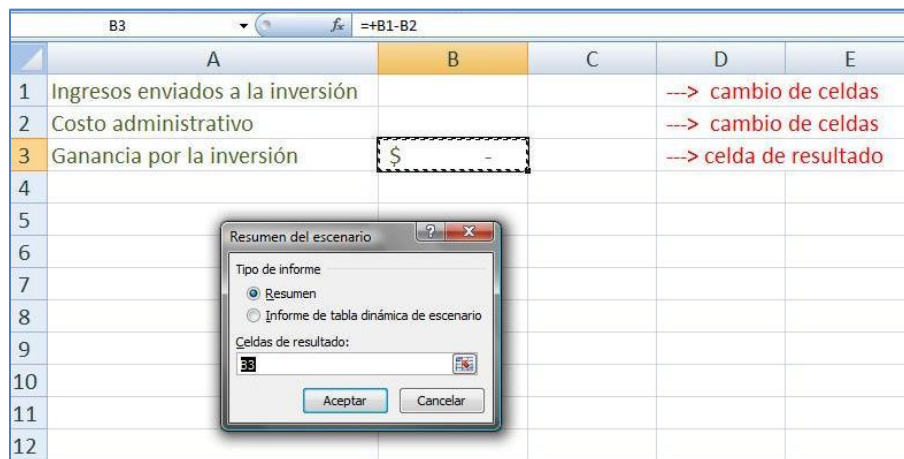 B3 fx =+B1-B2
A B C D E
1 Ingresos enviados a la inversión ---> cambio de celdas
2 Costo administrativo ---> cambio de celdas
3 Ganancia por la inversión $ - ---> celda de resultado
4
5
6
7
8
9
10
11
12
Resumen del escenario ?
Tipo de informe
Resumen
Informe de tabla dinámica de escenario
Celdas de resultado:
B3
Aceptar Cancelar